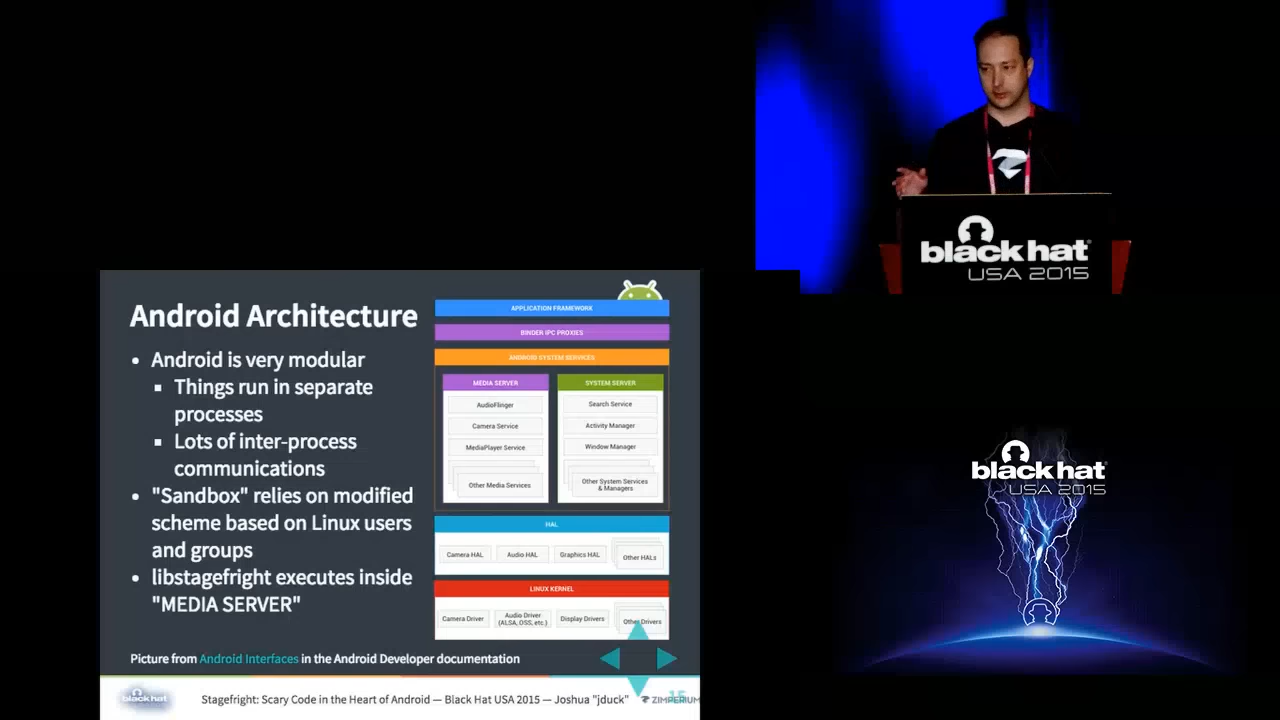 black hat
USA 2015
Android Architecture
• Android is very modular
▪ Things run in separate
processes
▪ Lots of inter-process
communications
• "Sandbox" relies on modified
scheme based on Linux users
and groups
• libstagefright executes inside
"MEDIA SERVER"
APPLICATION FRAMEWORK
BINDER IPC PROXIES
ANDROID SYSTEM SERVICES
MEDIA SERVER
AudioFlinger
Camera Service
MediaPlayer Service
Other Media Services
SYSTEM SERVER
Search Service
Activity Manager
Window Manager
Other System Services
& Managers
HAL
Camera HAL
Audio HAL
Graphics HAL
Other HALs
LINUX KERNEL
Camera Driver
Audio Driver
(ALSA, OSS, etc.)
Display Drivers
Other Drivers
Picture from Android Interfaces in the Android Developer documentation
black hat
Stagefright: Scary Code in the Heart of Android — Black Hat USA 2015 — Joshua "jduck"
15
ZIMPERIUM
black hat
USA 2015